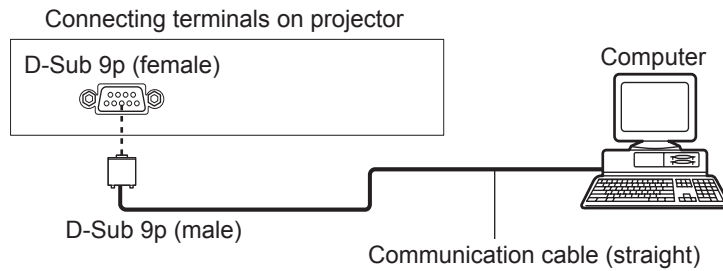 Connecting terminals on projector
D-Sub 9p (female)
Computer
D-Sub 9p (male)
Communication cable (straight)